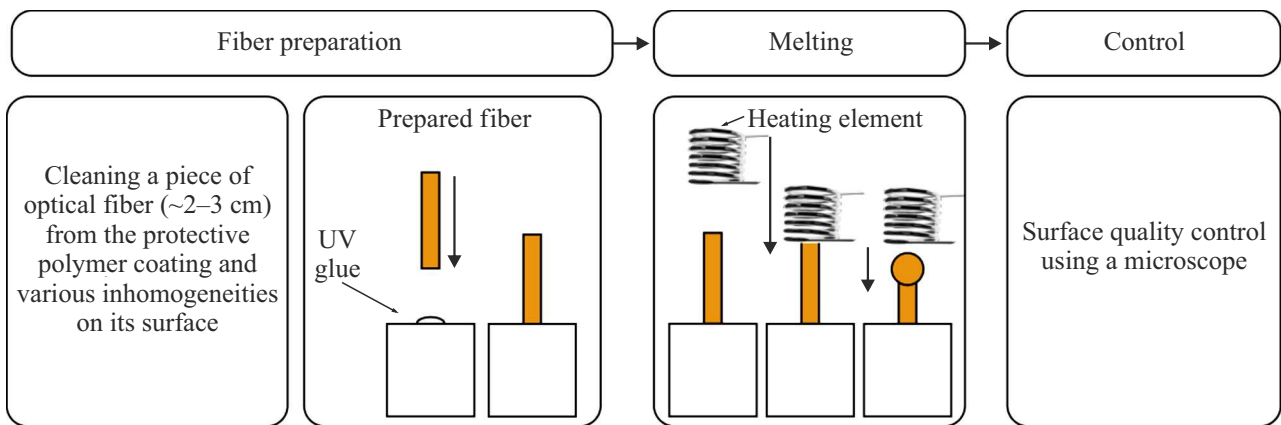 Fiber preparation
Melting
Control
Cleaning a piece of
optical fiber (~2–3 cm)
from the protective
polymer coating and
various inhomogeneities
on its surface
Prepared fiber
UV
glue
Heating element
Surface quality control
using a microscope